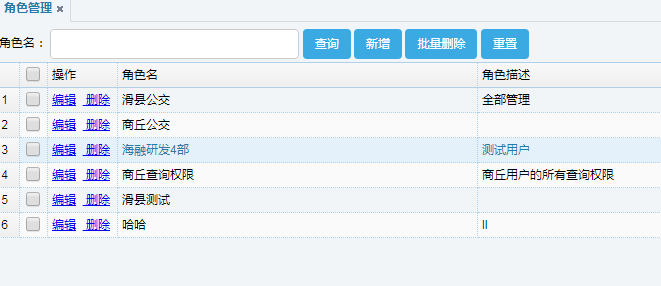 角色管理 ×
角色名： 查询 新增 批量删除 重置
操作 角色名 角色描述
1 编辑 删除 滑县公交 全部管理
2 编辑 删除 商丘公交
3 编辑 删除 海融研发4部 测试用户
4 编辑 删除 商丘查询权限 商丘用户的所有查询权限
5 编辑 删除 滑县测试
6 编辑 删除 哈哈 ll